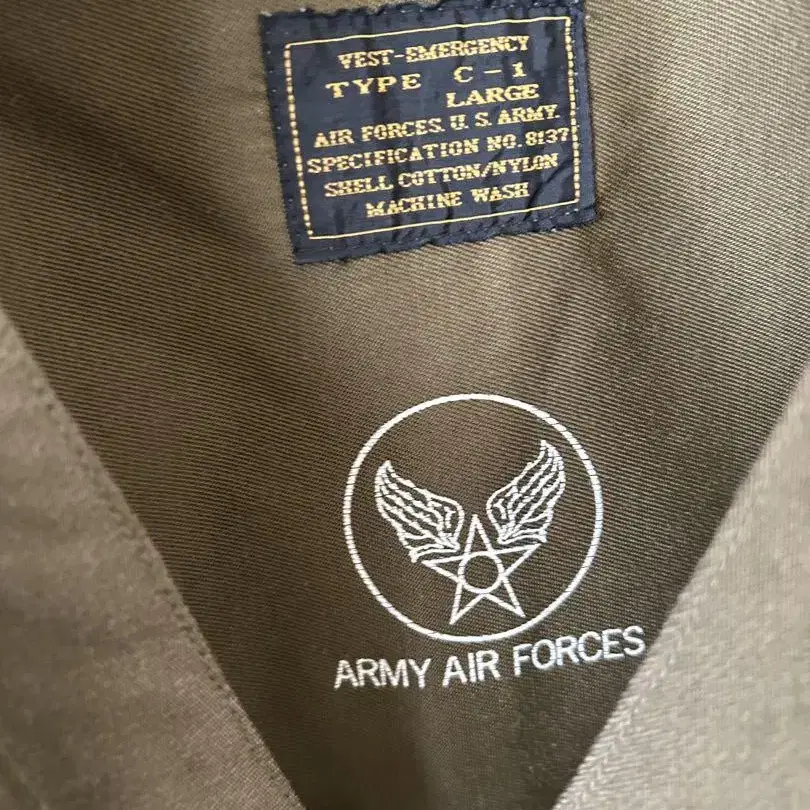 VEST-EMERGENCY
TYPE C-1
LARGE
AIR FORCES. U. S. ARMY.
SPECIFICATION NO. 8137
SHELL COTTON/NYLON
MACHINE WASH
ARMY AIR FORCES